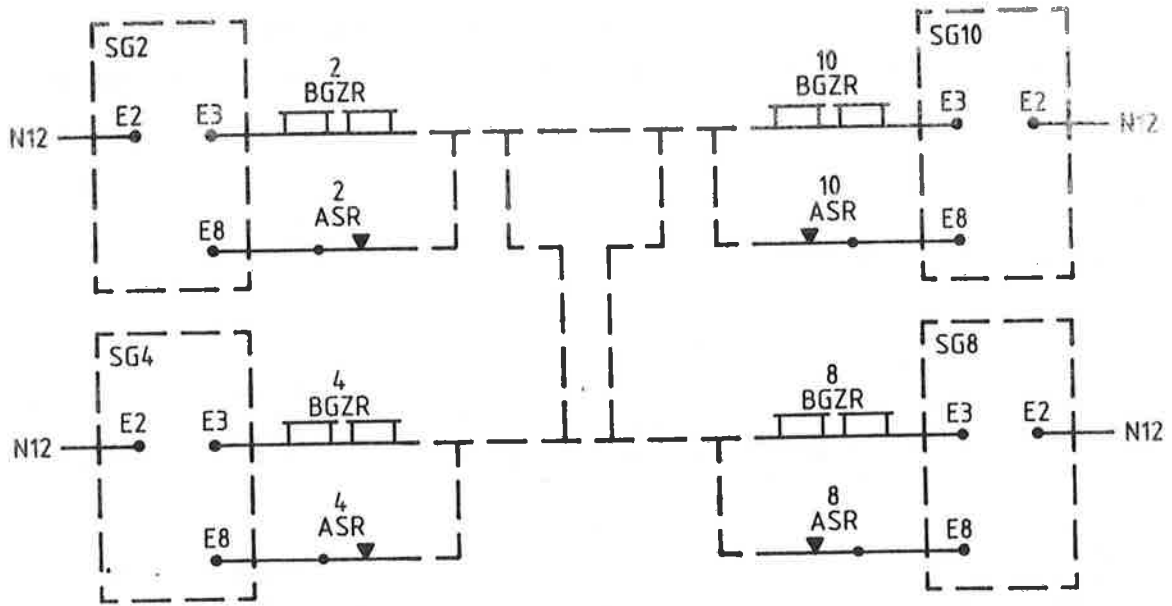 SG2
2
BGZR
N12 E2 E3
2
ASR
E8
10
BGZR
SG10
E3 E2 N12
10
ASR
E8
SG4
4
BGZR
N12 E2 E3
4
ASR
E8
8
BGZR
SG8
E3 E2 N12
8
ASR
E8